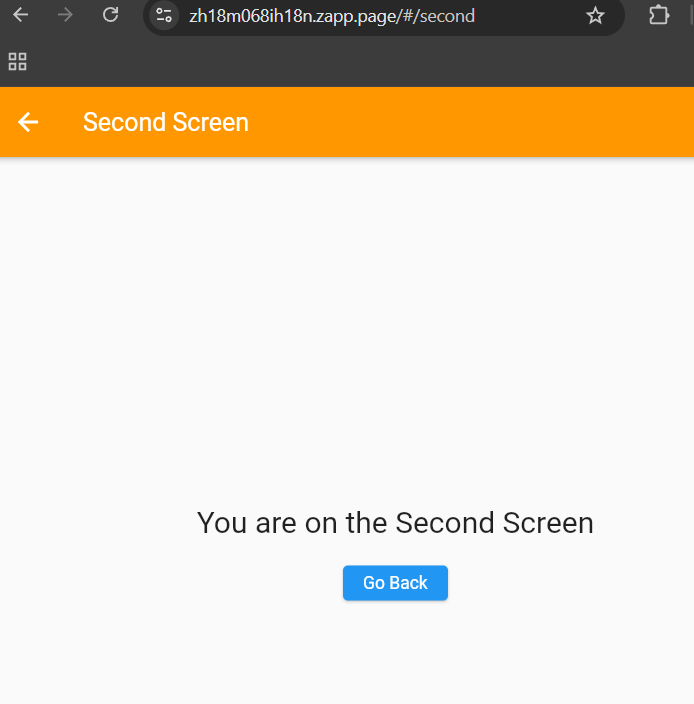 zh18m068ih18n.zapp.page/#/second
Second Screen
You are on the Second Screen
Go Back